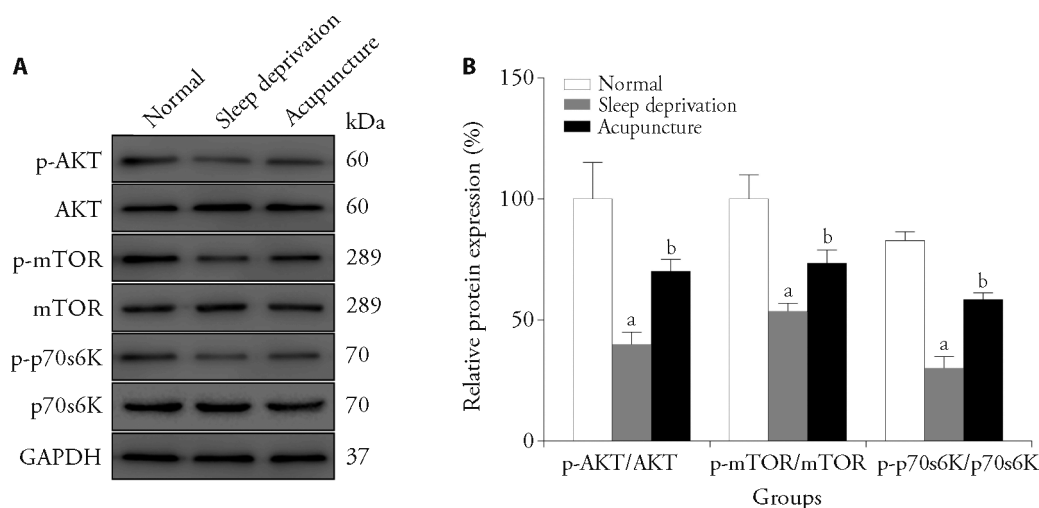 A
Normal
Sleep deprivation
Acupuncture
kDa
p-AKT 60
AKT 60
p-mTOR 289
mTOR 289
p-p70s6K 70
p70s6K 70
GAPDH 37
B
Relative protein expression (%)
150
100
50
0
Normal
Sleep deprivation
Acupuncture
a
b
a
b
a
b
p-AKT/AKT p-mTOR/mTOR p-p70s6K/p70s6K
Groups